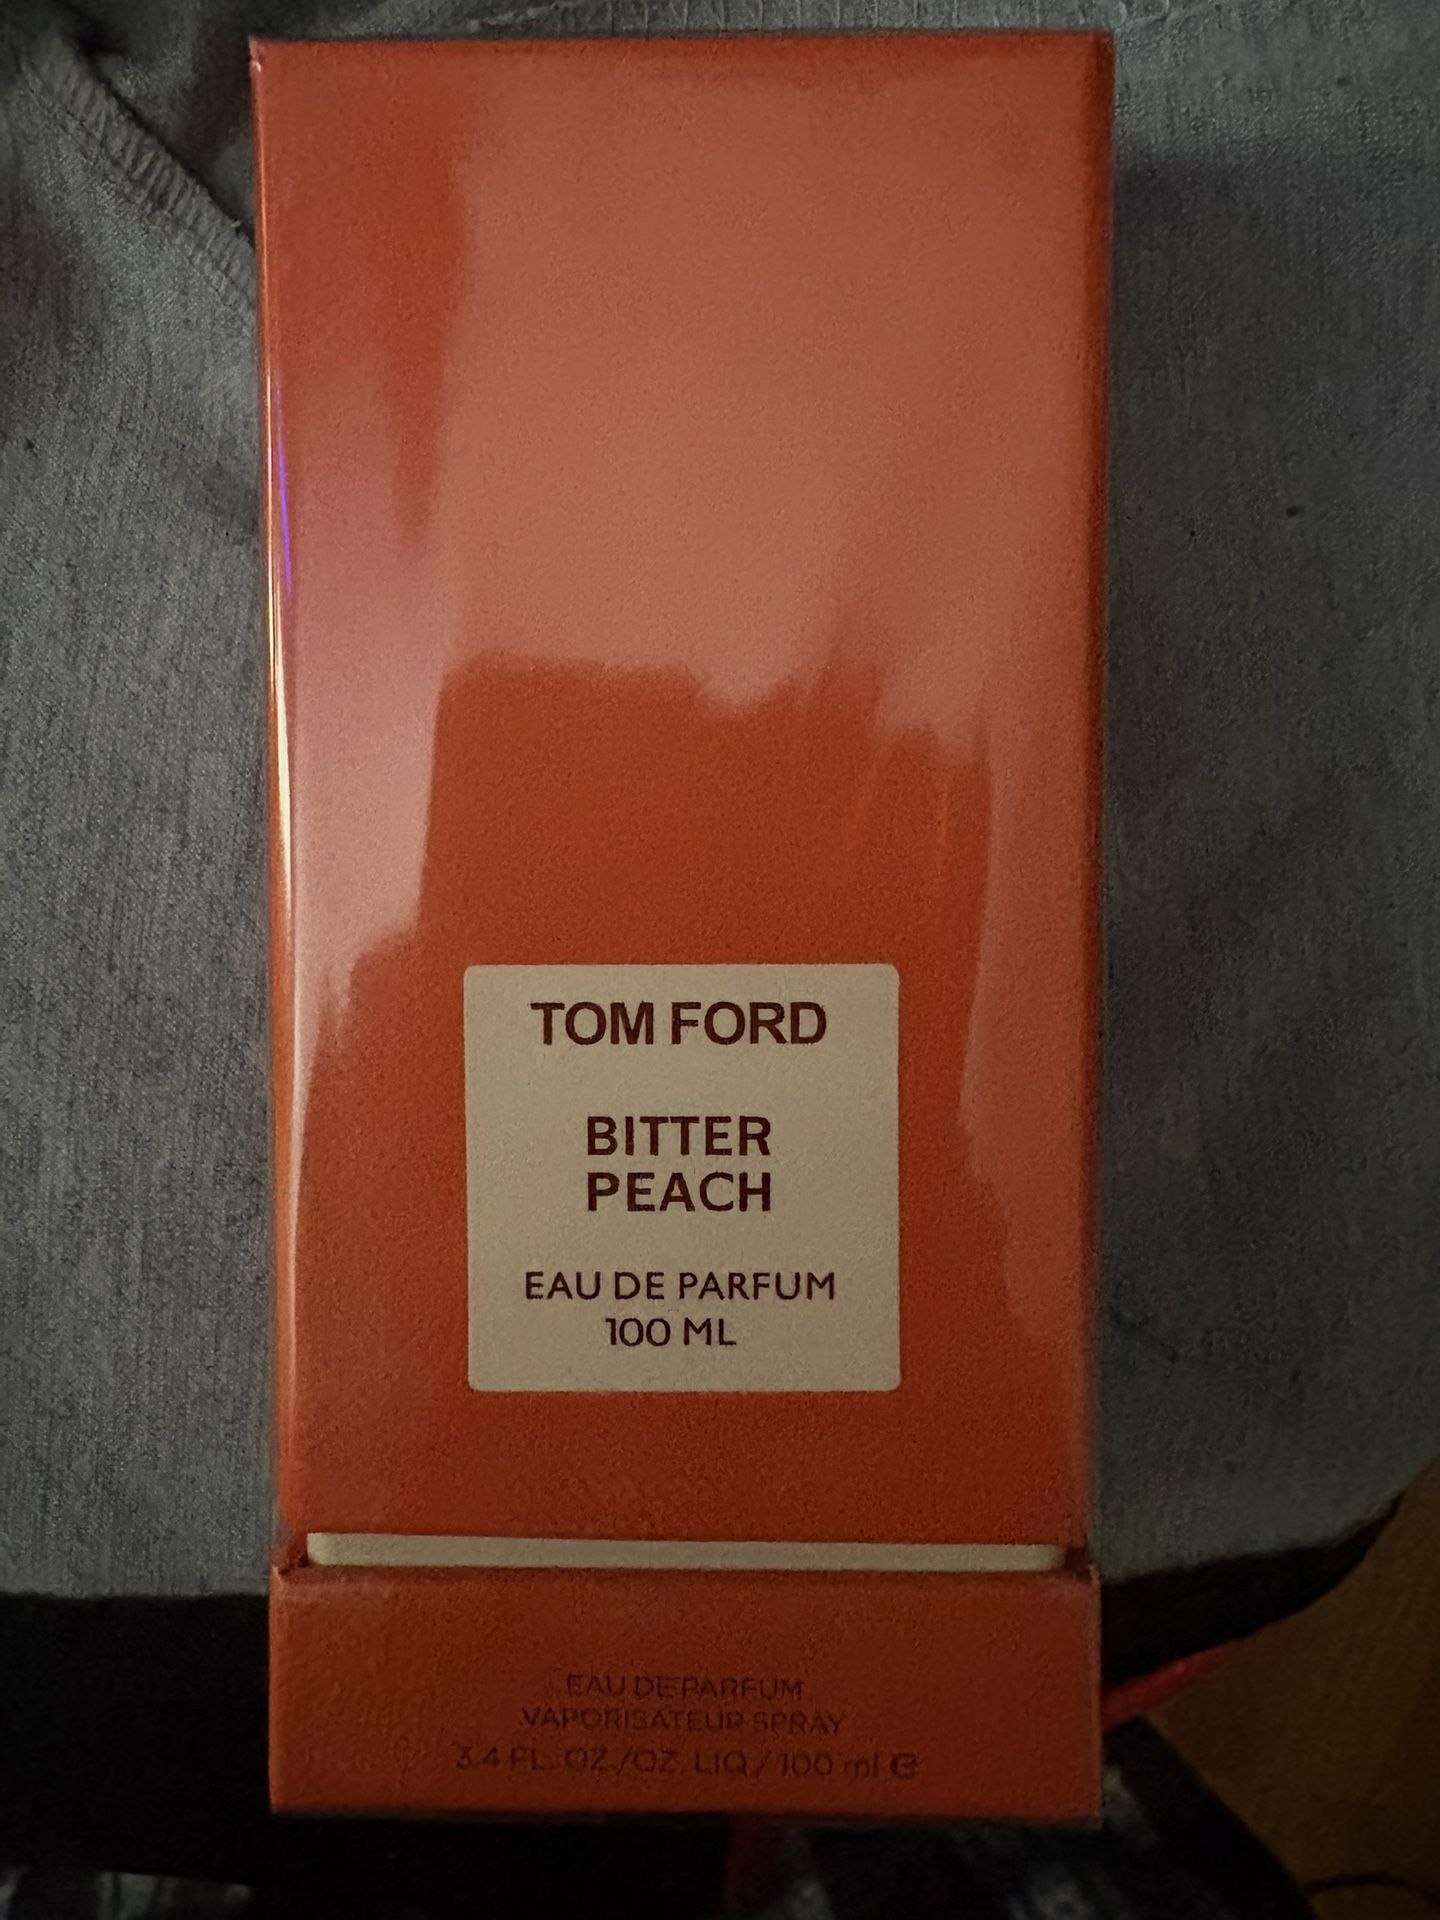 TOM FORD
BITTER
PEACH
EAU DE PARFUM
100 ML
EAU DE PARFUM
VAPORISATEUR SPRAY
3.4 FL. OZ./OZ. LIQ / 100 ml e